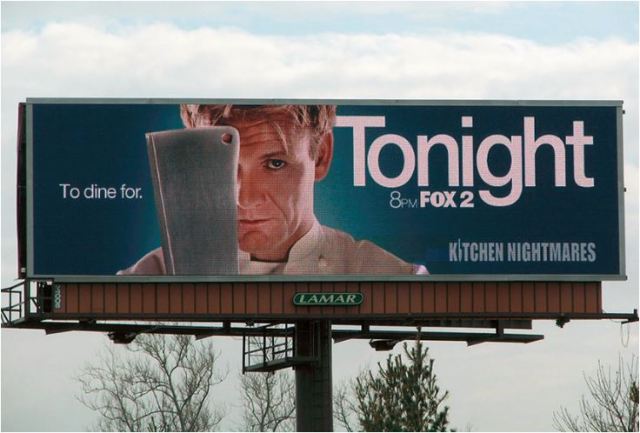 To dine for.
Tonight
8PM FOX 2
KITCHEN NIGHTMARES
LAMAR